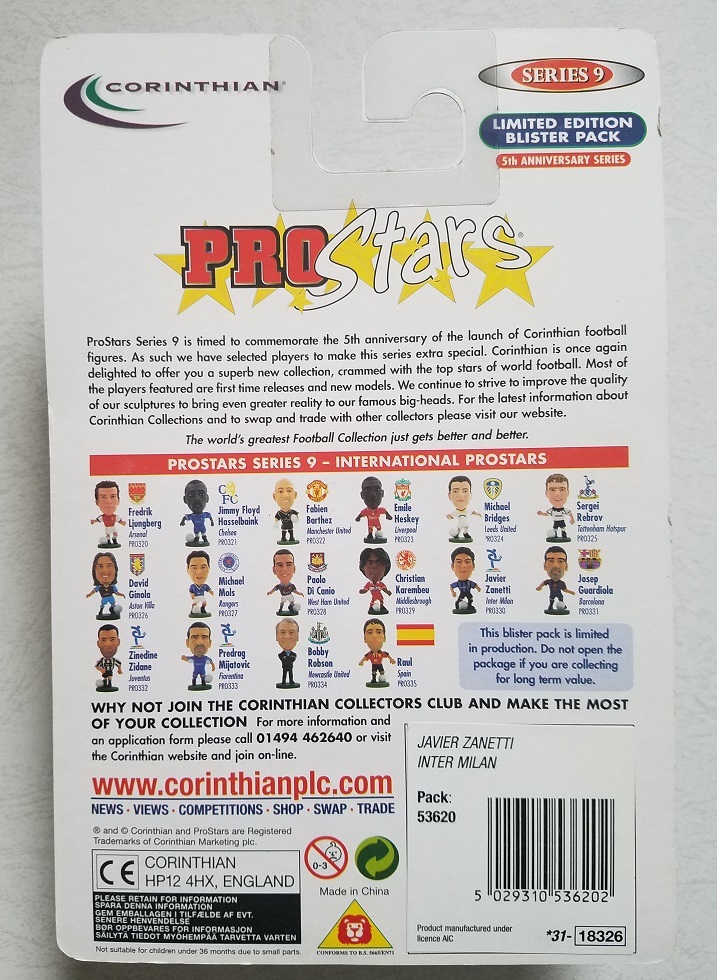 CORINTHIAN®
SERIES 9
LIMITED EDITION
BLISTER PACK
5th ANNIVERSARY SERIES
PROStars®
ProStars Series 9 is timed to commemorate the 5th anniversary of the launch of Corinthian football
figures. As such we have selected players to make this series extra special. Corinthian is once again
delighted to offer you a superb new collection, crammed with the top stars of world football. Most of
the players featured are first time releases and new models. We continue to strive to improve the quality
of our sculptures to bring even greater reality to our famous big-heads. For the latest information about
Corinthian Collections and to swap and trade with other collectors please visit our website.
The world's greatest Football Collection just gets better and better.
PROSTARS SERIES 9 – INTERNATIONAL PROSTARS
Fredrik
Ljungberg
Arsenal
PRO320
Jimmy Floyd
Hasselbaink
Chelsea
PRO321
Fabien
Barthez
Manchester United
PRO322
Emile
Heskey
Liverpool
PRO323
Michael
Bridges
Leeds United
*PRO324
Sergei
Rebrov
Tottenham Hotspur
PRO325
David
Ginola
Aston Villa
PRO326
Michael
Mols
Rangers
PRO327
Paolo
Di Canio
West Ham United
PRO328
Christian
Karembeu
Middlesbrough
PRO329
Javier
Zanetti
Inter Milan
PRO330
Josep
Guardiola
Barcelona
PRO331
Zinedine
Zidane
Juventus
PRO332
Predrag
Mijatovic
Fiorentina
PRO333
Bobby
Robson
Newcastle United
PRO334
Raul
Spain
PRO335
This blister pack is limited
in production. Do not open the
package if you are collecting
for long term value.
WHY NOT JOIN THE CORINTHIAN COLLECTORS CLUB AND MAKE THE MOST
OF YOUR COLLECTION For more information and
an application form please call 01494 462640 or visit
the Corinthian website and join on-line.
www.corinthianplc.com
NEWS · VIEWS · COMPETITIONS · SHOP · SWAP · TRADE
® and © Corinthian and ProStars are Registered
Trademarks of Corinthian Marketing plc.
CE
CORINTHIAN
HP12 4HX, ENGLAND
PLEASE RETAIN FOR INFORMATION
SPARA DENNA INFORMATION
GEM EMBALLAGEN I TILFÆLDE AF EVT.
SENERE HENVENDELSE
BØR OPPBEVARES FOR INFORMASJON
SÄILYTÄ TIEDOT MYÖHEMPÄÄ TARVETTA VARTEN
Not suitable for children under 36 months due to small parts.
0-3
Made in China
CONFORMS TO B.S. 5665/EN71
JAVIER ZANETTI
INTER MILAN
Pack:
53620
5 029310 536202
Product manufactured under
licence AIC
*31- 18326